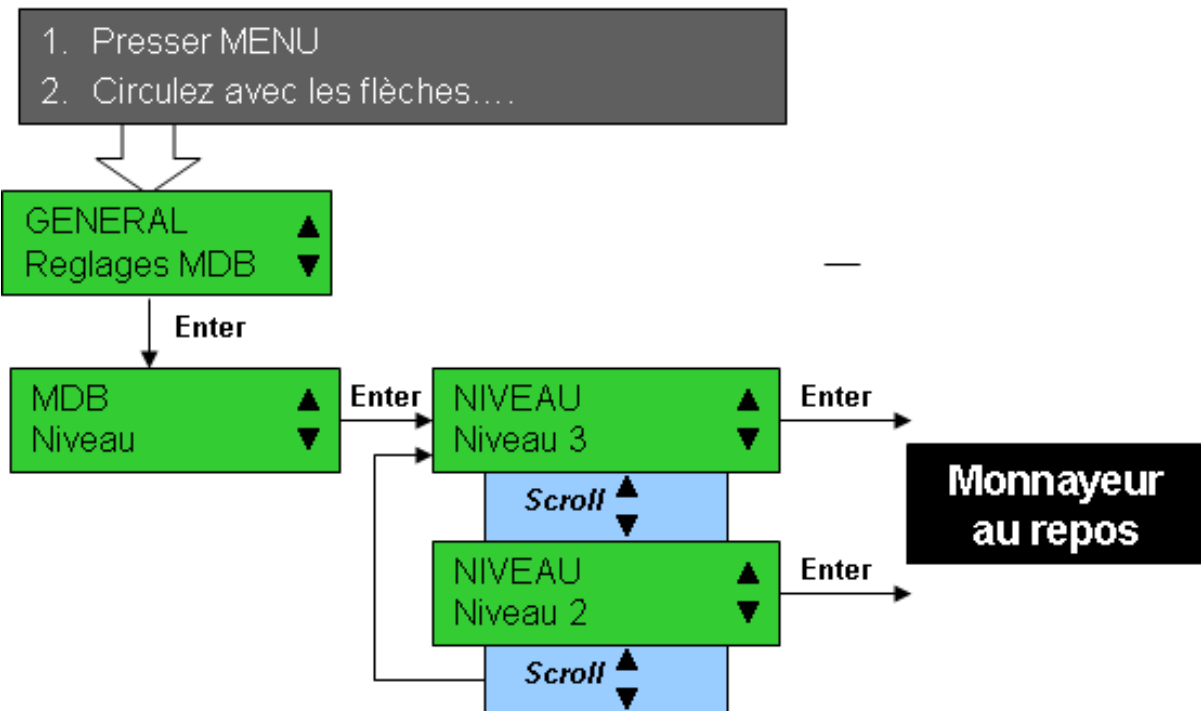 1. Presser MENU
2. Circulez avec les flèches....
GENERAL
Reglages MDB
Enter
MDB
Niveau
Enter
NIVEAU
Niveau 3
Enter
Scroll
Monnayeur
au repos
NIVEAU
Niveau 2
Enter
Scroll